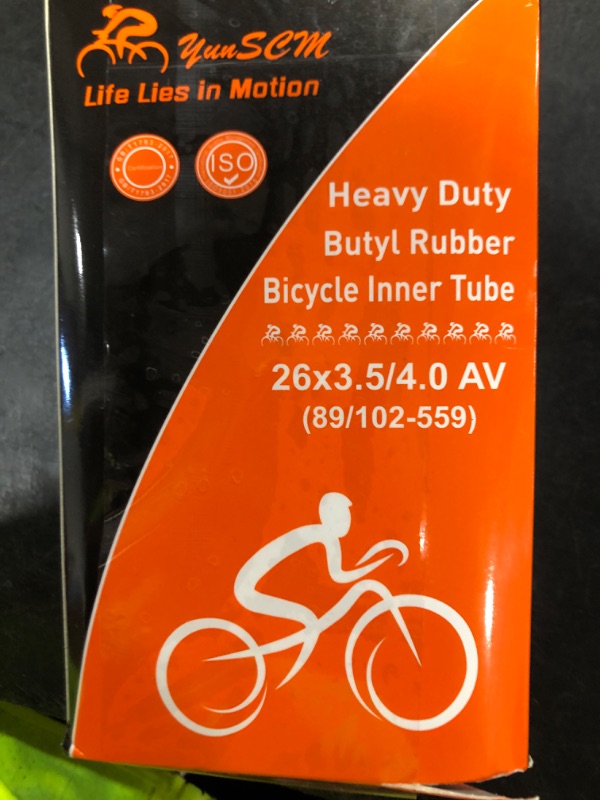 YunSCM
Life Lies in Motion
Certification
ISO
Heavy Duty
Butyl Rubber
Bicycle Inner Tube
26x3.5/4.0 AV
(89/102-559)